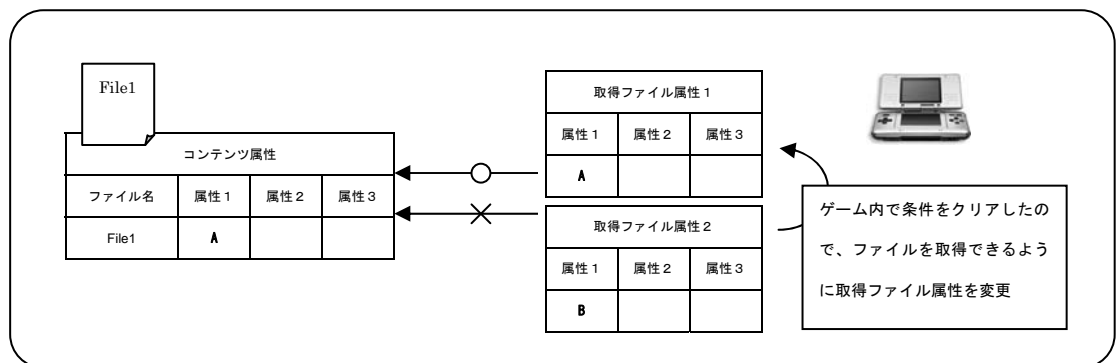 File1
コンテンツ属性
ファイル名 属性1 属性2 属性3
File1 A
取得ファイル属性1
属性1 属性2 属性3
A
取得ファイル属性2
属性1 属性2 属性3
B
ゲーム内で条件をクリアしたの
で、ファイルを取得できるよう
に取得ファイル属性を変更